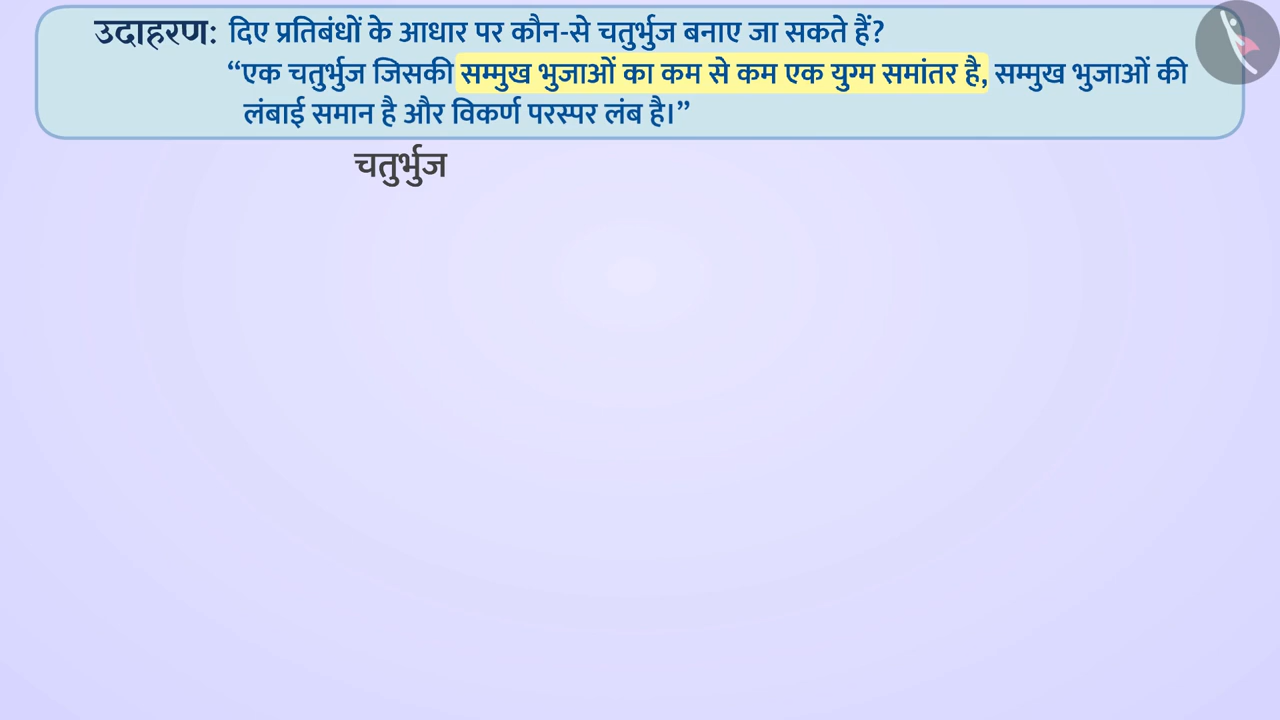 उदाहरण: दिए प्रतिबंधों के आधार पर कौन-से चतुर्भुज बनाए जा सकते हैं?
“एक चतुर्भुज जिसकी सम्मुख भुजाओं का कम से कम एक युग्म समांतर है, सम्मुख भुजाओं की
लंबाई समान है और विकर्ण परस्पर लंब है।”
चतुर्भुज